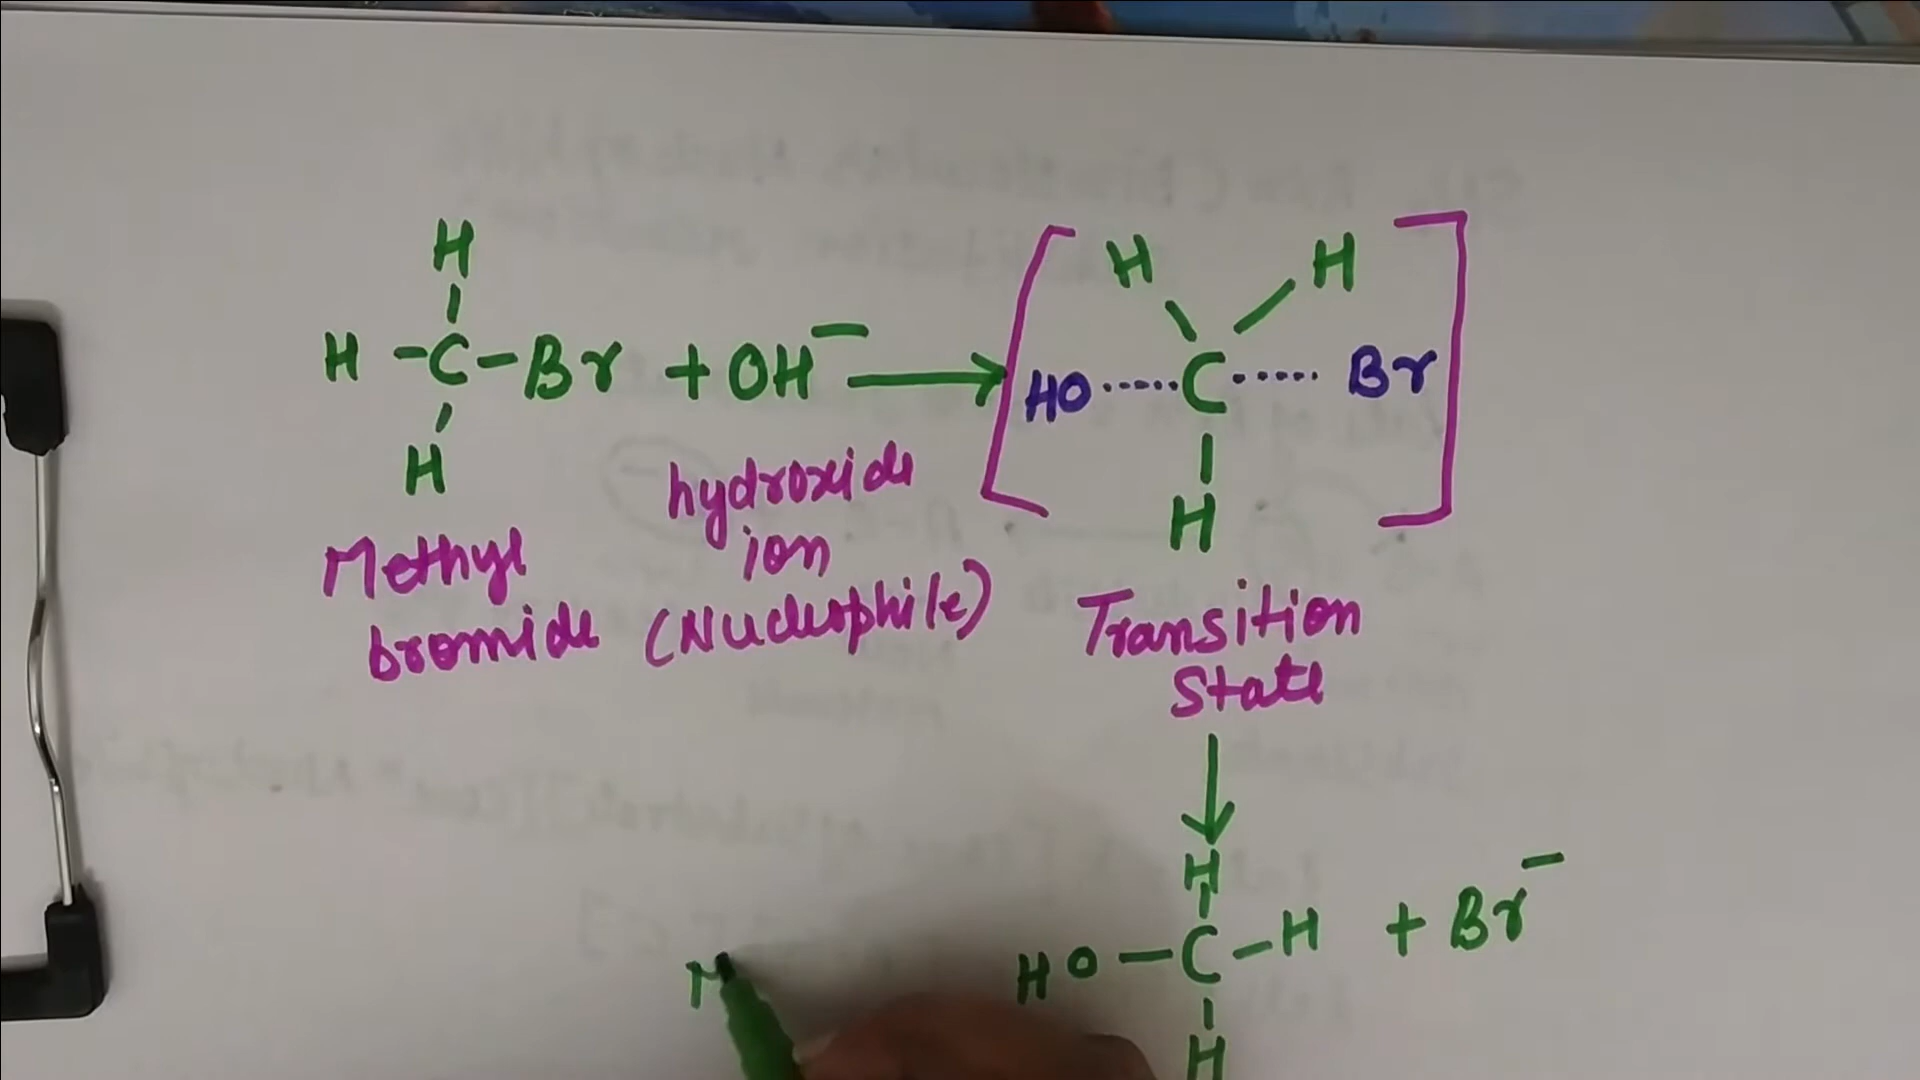 H
H -C-Br + OH⁻ →
H
hydroxide
ion
Methyl
bromide (Nucleophile)
[ H H ]
HO ...... C ...... Br
H
Transition
State
↓
H
HO -C-H + Br⁻
H
M